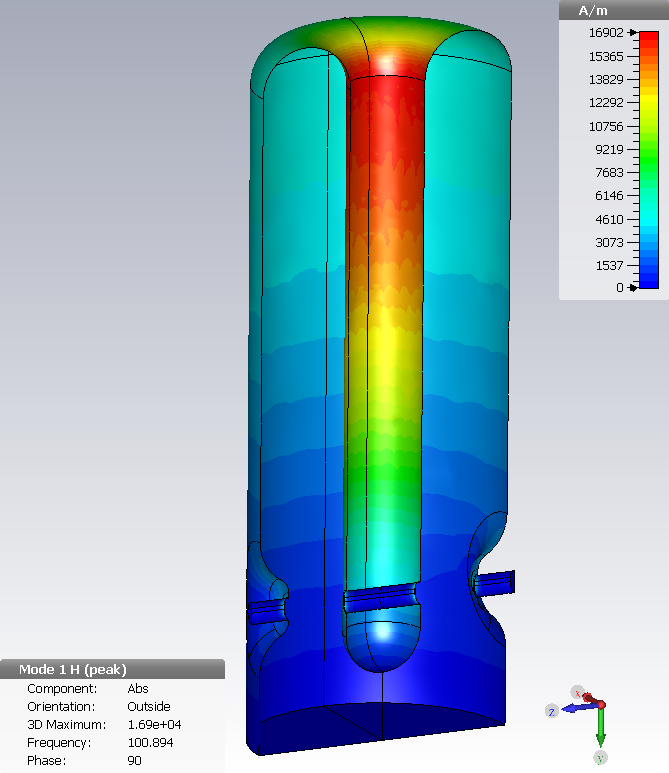 A/m
16902
15365
13829
12292
10756
9219
7683
6146
4610
3073
1537
0
Mode 1 H (peak)
Component: Abs
Orientation: Outside
3D Maximum: 1.69e+04
Frequency: 100.894
Phase: 90
x
z
y